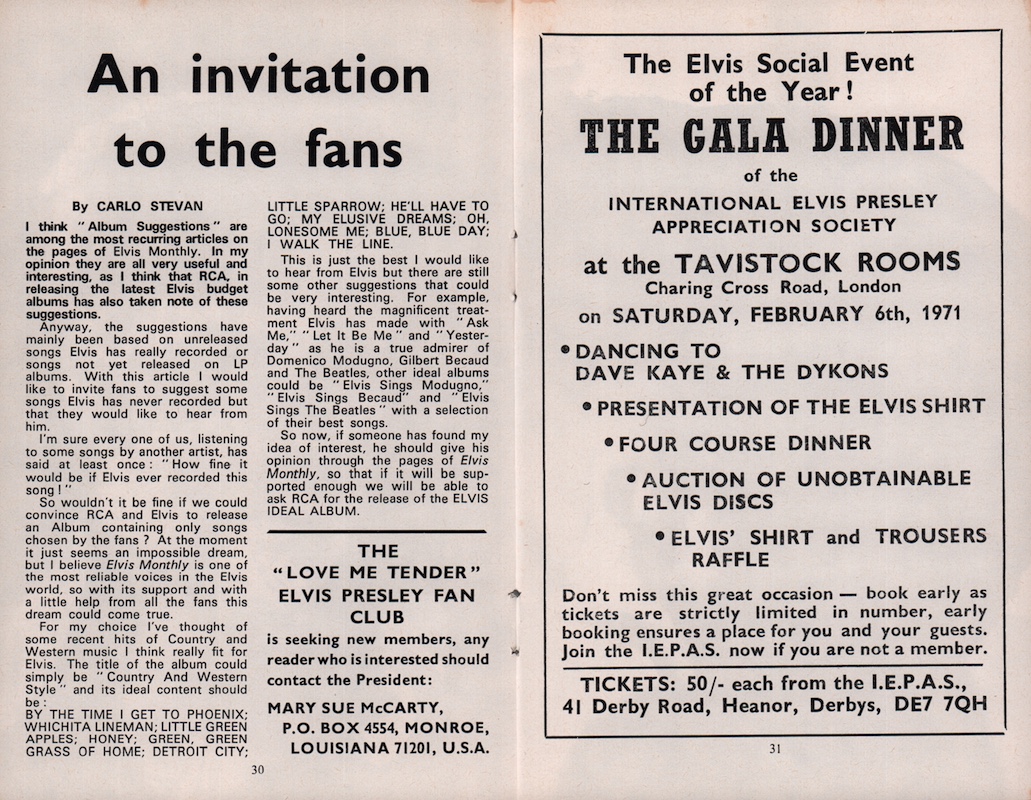 An invitation
to the fans
By CARLO STEVAN
I think "Album Suggestions" are
among the most recurring articles on
the pages of Elvis Monthly. In my
opinion they are all very useful and
interesting, as I think that RCA, in
releasing the latest Elvis budget
albums has also taken note of these
suggestions.
Anyway, the suggestions have
mainly been based on unreleased
songs Elvis has really recorded or
songs not yet released on LP
albums. With this article I would
like to invite fans to suggest some
songs Elvis has never recorded but
that they would like to hear from
him.
I'm sure every one of us, listening
to some songs by another artist, has
said at least once: "How fine it
would be if Elvis ever recorded this
song!"
So wouldn't it be fine if we could
convince RCA and Elvis to release
an Album containing only songs
chosen by the fans? At the moment
it just seems an impossible dream,
but I believe Elvis Monthly is one of
the most reliable voices in the Elvis
world, so with its support and with
a little help from all the fans this
dream could come true.
For my choice I've thought of
some recent hits of Country and
Western music I think really fit for
Elvis. The title of the album could
simply be "Country And Western
Style" and its ideal content should
be:
BY THE TIME I GET TO PHOENIX;
WHICHITA LINEMAN; LITTLE GREEN
APPLES; HONEY; GREEN, GREEN
GRASS OF HOME; DETROIT CITY;
LITTLE SPARROW; HE'LL HAVE TO
GO; MY ELUSIVE DREAMS; OH,
LONESOME ME; BLUE, BLUE DAY;
I WALK THE LINE.
This is just the best I would like
to hear from Elvis but there are still
some other suggestions that could
be very interesting. For example,
having heard the magnificent treat-
ment Elvis has made with "Ask
Me," "Let It Be Me" and "Yester-
day" as he is a true admirer of
Domenico Modugno, Gilbert Becaud
and The Beatles, other ideal albums
could be "Elvis Sings Modugno,"
"Elvis Sings Becaud" and "Elvis
Sings The Beatles" with a selection
of their best songs.
So now, if someone has found my
idea of interest, he should give his
opinion through the pages of Elvis
Monthly, so that if it will be sup-
ported enough we will be able to
ask RCA for the release of the ELVIS
IDEAL ALBUM.
THE
"LOVE ME TENDER"
ELVIS PRESLEY FAN
CLUB
is seeking new members, any
reader who is interested should
contact the President:
MARY SUE McCARTY,
P.O. BOX 4554, MONROE,
LOUISIANA 71201, U.S.A.
30
The Elvis Social Event
of the Year!
THE GALA DINNER
of the
INTERNATIONAL ELVIS PRESLEY
APPRECIATION SOCIETY
at the TAVISTOCK ROOMS
Charing Cross Road, London
on SATURDAY, FEBRUARY 6th, 1971
• DANCING TO
DAVE KAYE & THE DYKONS
• PRESENTATION OF THE ELVIS SHIRT
• FOUR COURSE DINNER
• AUCTION OF UNOBTAINABLE
ELVIS DISCS
• ELVIS' SHIRT and TROUSERS
RAFFLE
Don't miss this great occasion — book early as
tickets are strictly limited in number, early
booking ensures a place for you and your guests.
Join the I.E.P.A.S. now if you are not a member.
TICKETS: 50/- each from the I.E.P.A.S.,
41 Derby Road, Heanor, Derbys, DE7 7QH
31